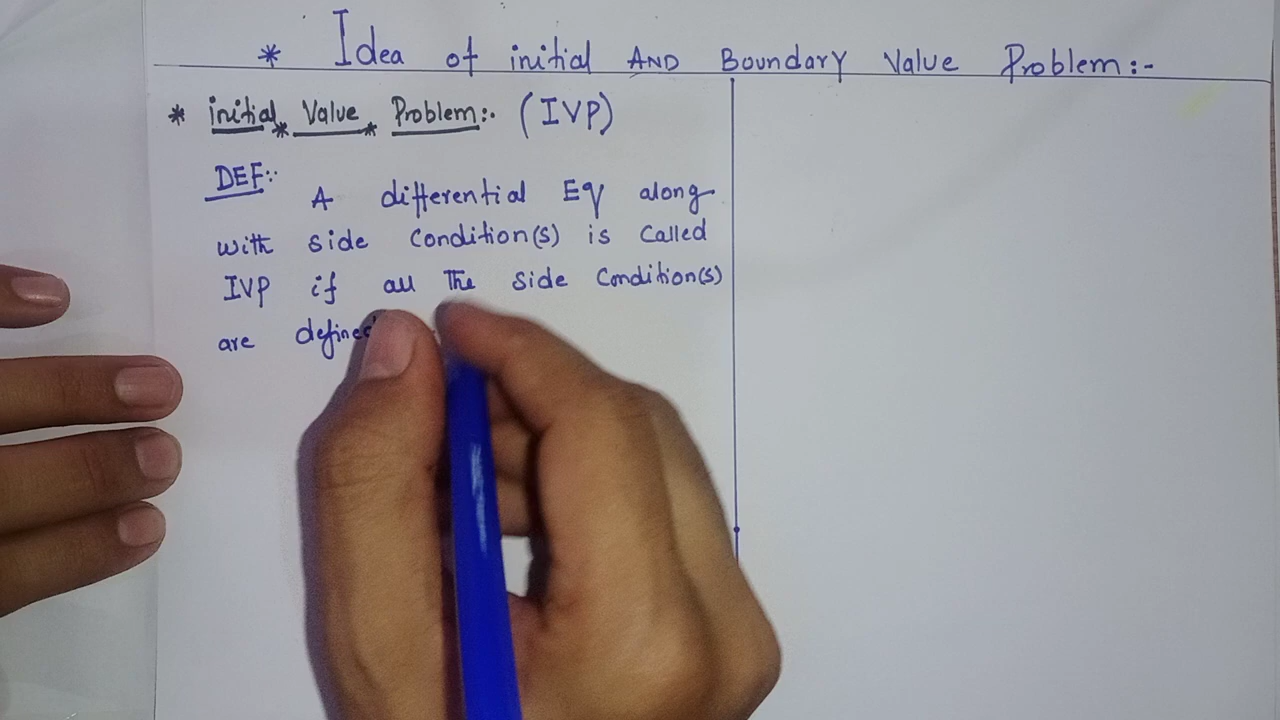 * Idea of initial AND Boundary Value Problem:-
* initial Value Problem:. (IVP)
DEF:.
A differential Eq along
with side Condition(s) is called
IVP if all The side Condition(s)
are defined